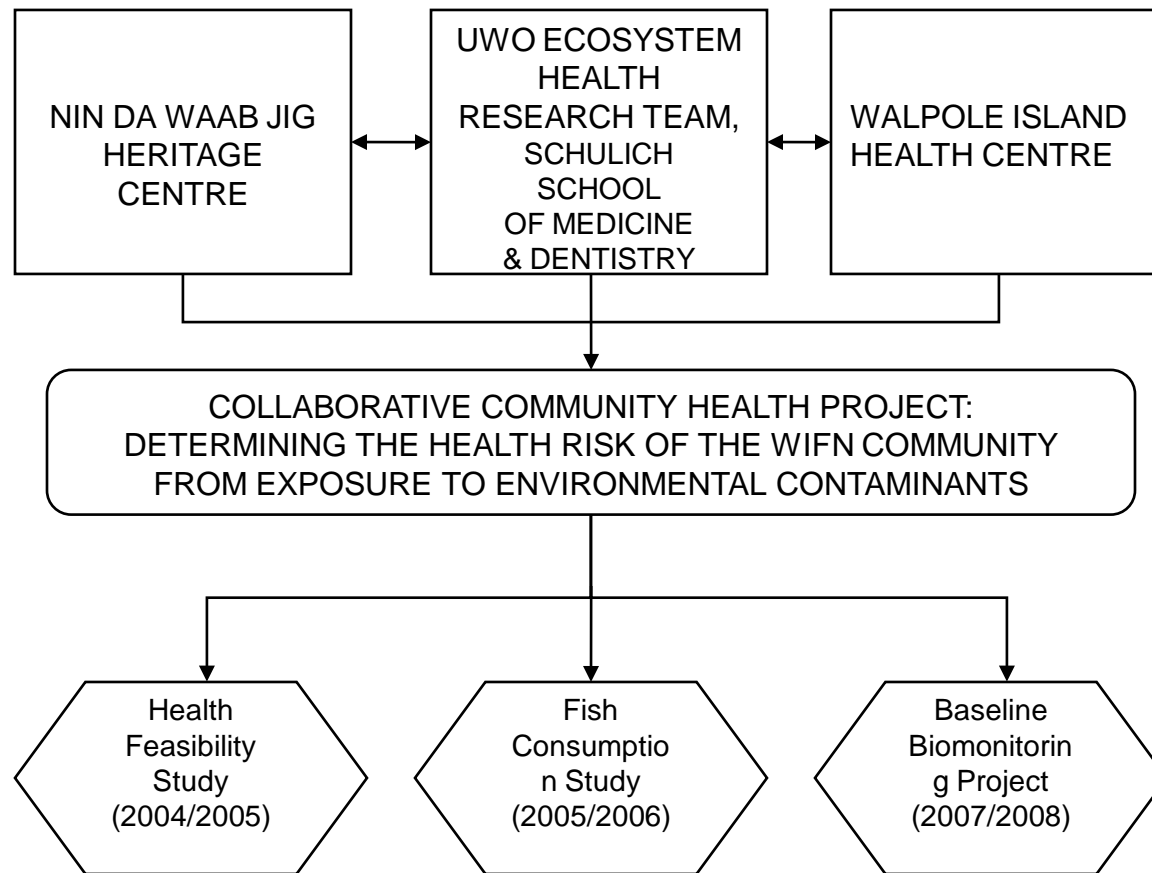 NIN DA WAAB JIG
HERITAGE
CENTRE
UWO ECOSYSTEM
HEALTH
RESEARCH TEAM,
SCHULICH
SCHOOL
OF MEDICINE
& DENTISTRY
WALPOLE ISLAND
HEALTH CENTRE
COLLABORATIVE COMMUNITY HEALTH PROJECT:
DETERMINING THE HEALTH RISK OF THE WIFN COMMUNITY
FROM EXPOSURE TO ENVIRONMENTAL CONTAMINANTS
Health
Feasibility
Study
(2004/2005)
Fish
Consumptio
n Study
(2005/2006)
Baseline
Biomonitorin
g Project
(2007/2008)